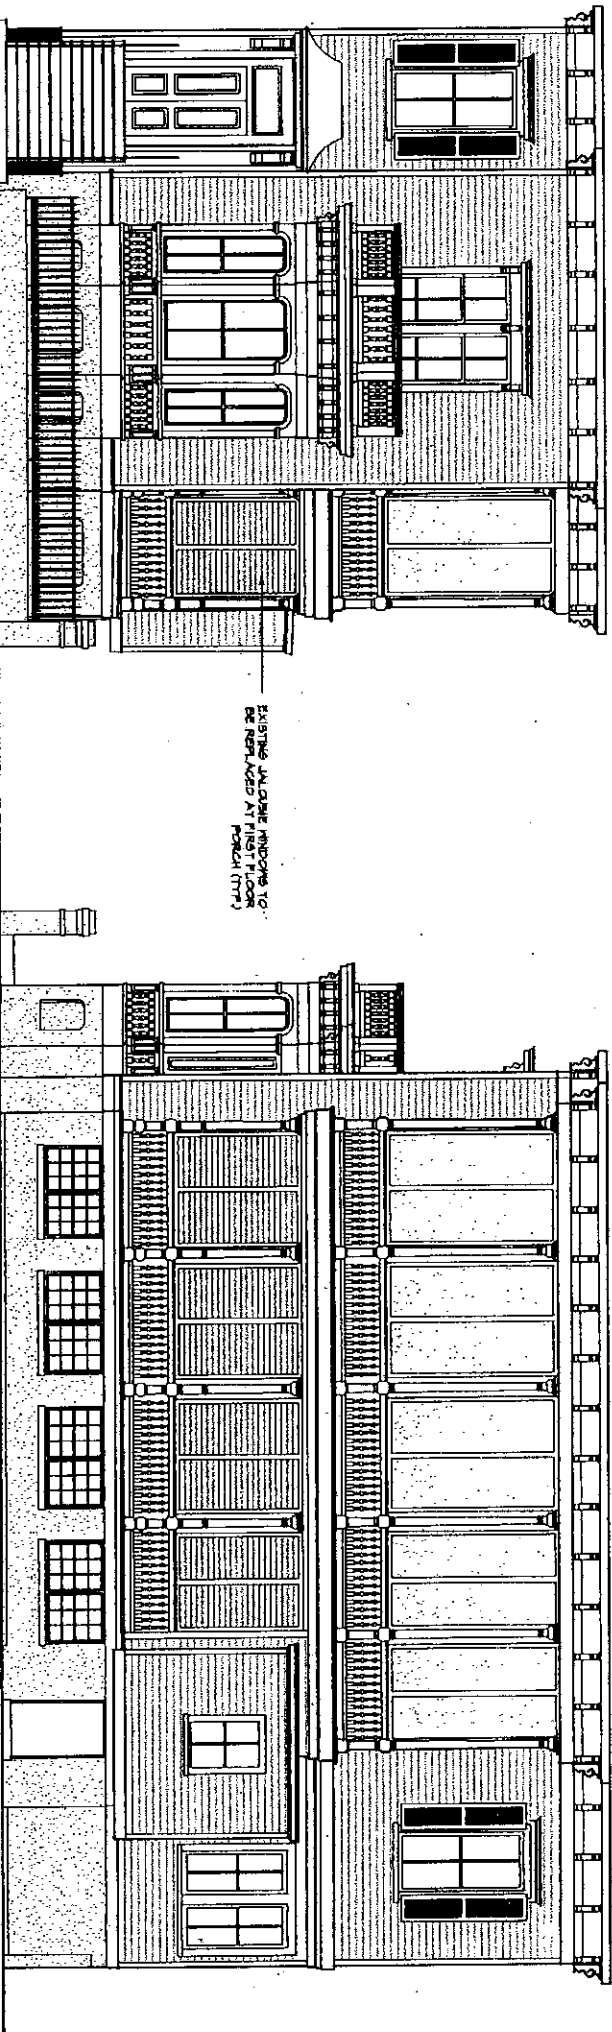 EXISTING JALOUSIE WINDOWS TO
BE REPLACED AT FIRST FLOOR
PORCH (TYP.)